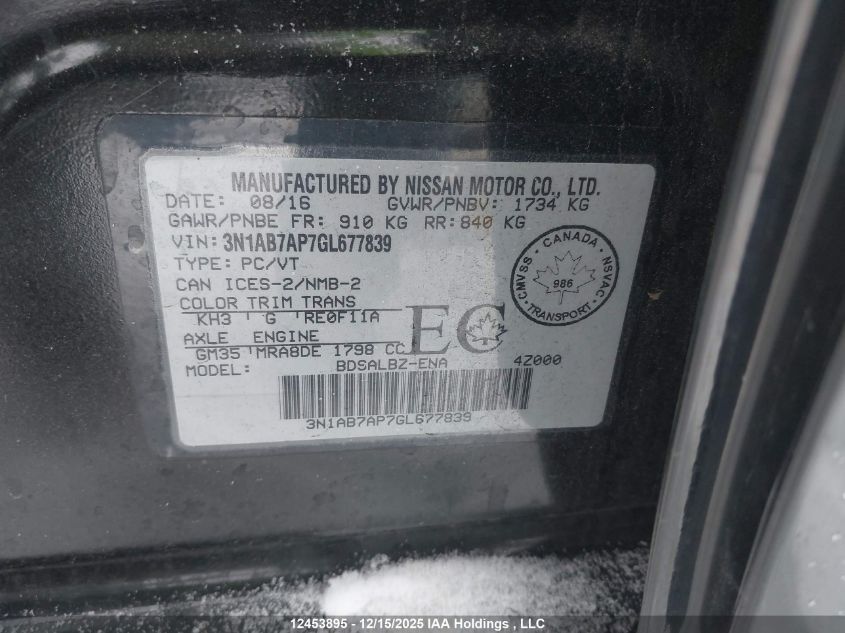 MANUFACTURED BY NISSAN MOTOR CO., LTD.
DATE: 08/16 GVWR/PNBV: 1734 KG
GAWR/PNBE FR: 910 KG RR: 840 KG
VIN: 3N1AB7AP7GL677839
TYPE: PC/VT
CAN ICES-2/NMB-2
COLOR TRIM TRANS
KH3 ' G ' RE0F11A
AXLE ENGINE
GM35 ' MRA8DE 1798 CC
MODEL: BDSALBZ-ENA 4Z000
EC
CANADA
CMVSS
NSVAC
986
TRANSPORT
3N1AB7AP7GL677839
12453895 - 12/15/2025 IAA Holdings , LLC